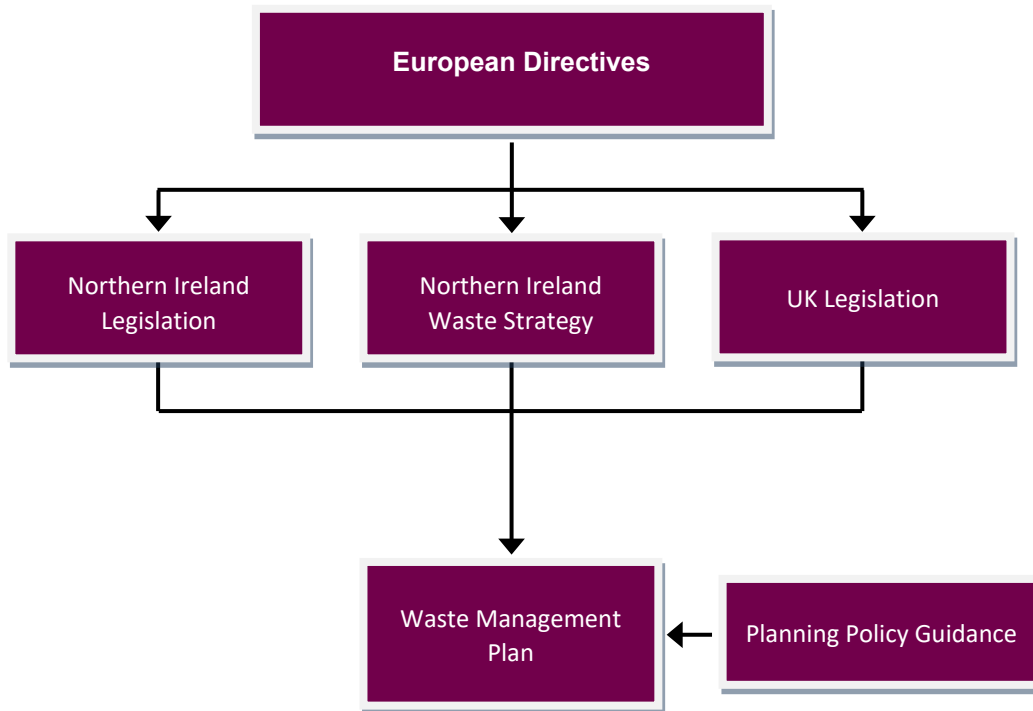 European Directives
Northern Ireland
Legislation
Northern Ireland
Waste Strategy
UK Legislation
Waste Management
Plan
Planning Policy Guidance